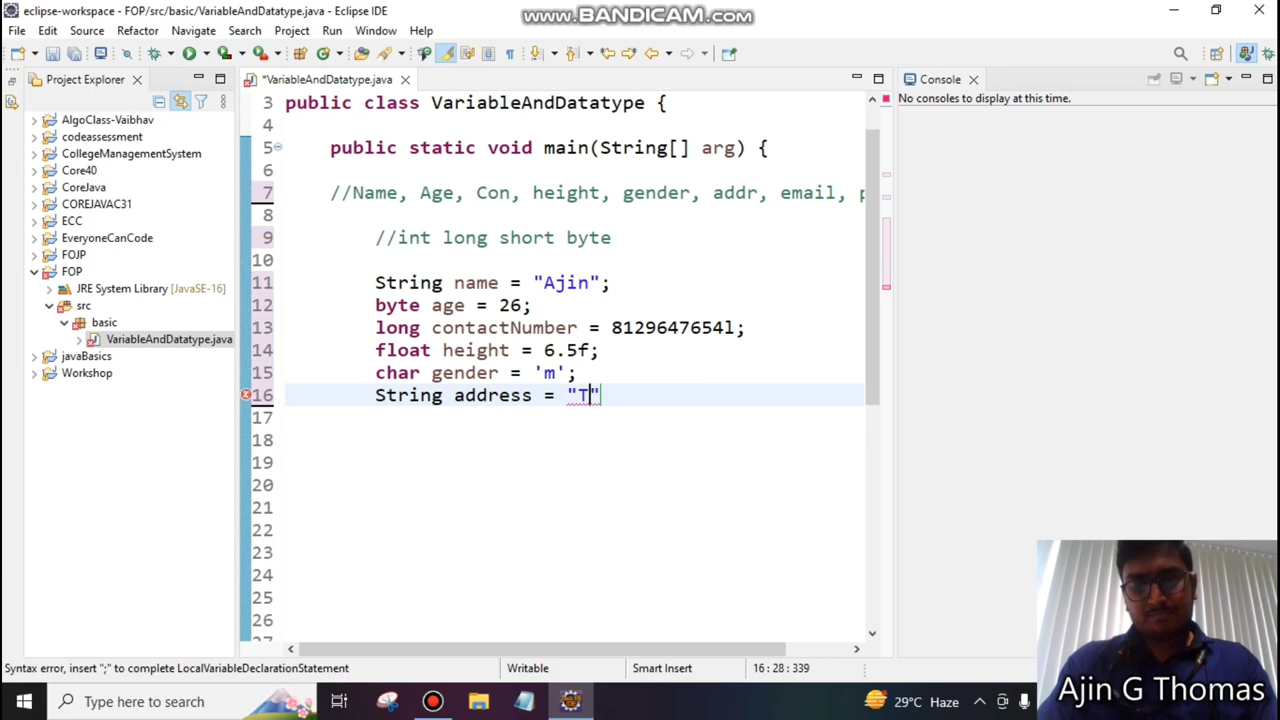 eclipse-workspace - FOP/src/basic/VariableAndDatatype.java - Eclipse IDE
www.BANDICAM.com
File Edit Source Refactor Navigate Search Project Run Window Help
Project Explorer
*VariableAndDatatype.java
Console
No consoles to display at this time.
AlgoClass-Vaibhav
codeassessment
CollegeManagementSystem
Core40
CoreJava
COREJAVAC31
ECC
EveryoneCanCode
FOJP
FOP
JRE System Library [JavaSE-16]
src
basic
VariableAndDatatype.java
javaBasics
Workshop
3 public class VariableAndDatatype {
4
5 public static void main(String[] arg) {
6
7 //Name, Age, Con, height, gender, addr, email,
8
9 //int long short byte
10
11 String name = "Ajin";
12 byte age = 26;
13 long contactNumber = 8129647654l;
14 float height = 6.5f;
15 char gender = 'm';
16 String address = "T"
17
18
19
20
21
22
23
24
25
26
27
Syntax error, insert ";" to complete LocalVariableDeclarationStatement
Writable
Smart Insert
16 : 28 : 339
Type here to search
29°C Haze
Ajin G Thomas